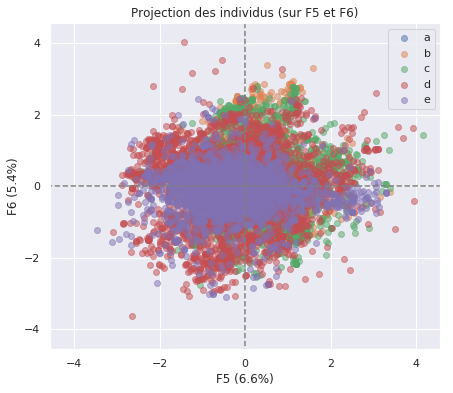 Projection des individus (sur F5 et F6)
a
b
c
d
e
4
2
0
−2
−4
F6 (5.4%)
−4
−2
0
2
4
F5 (6.6%)